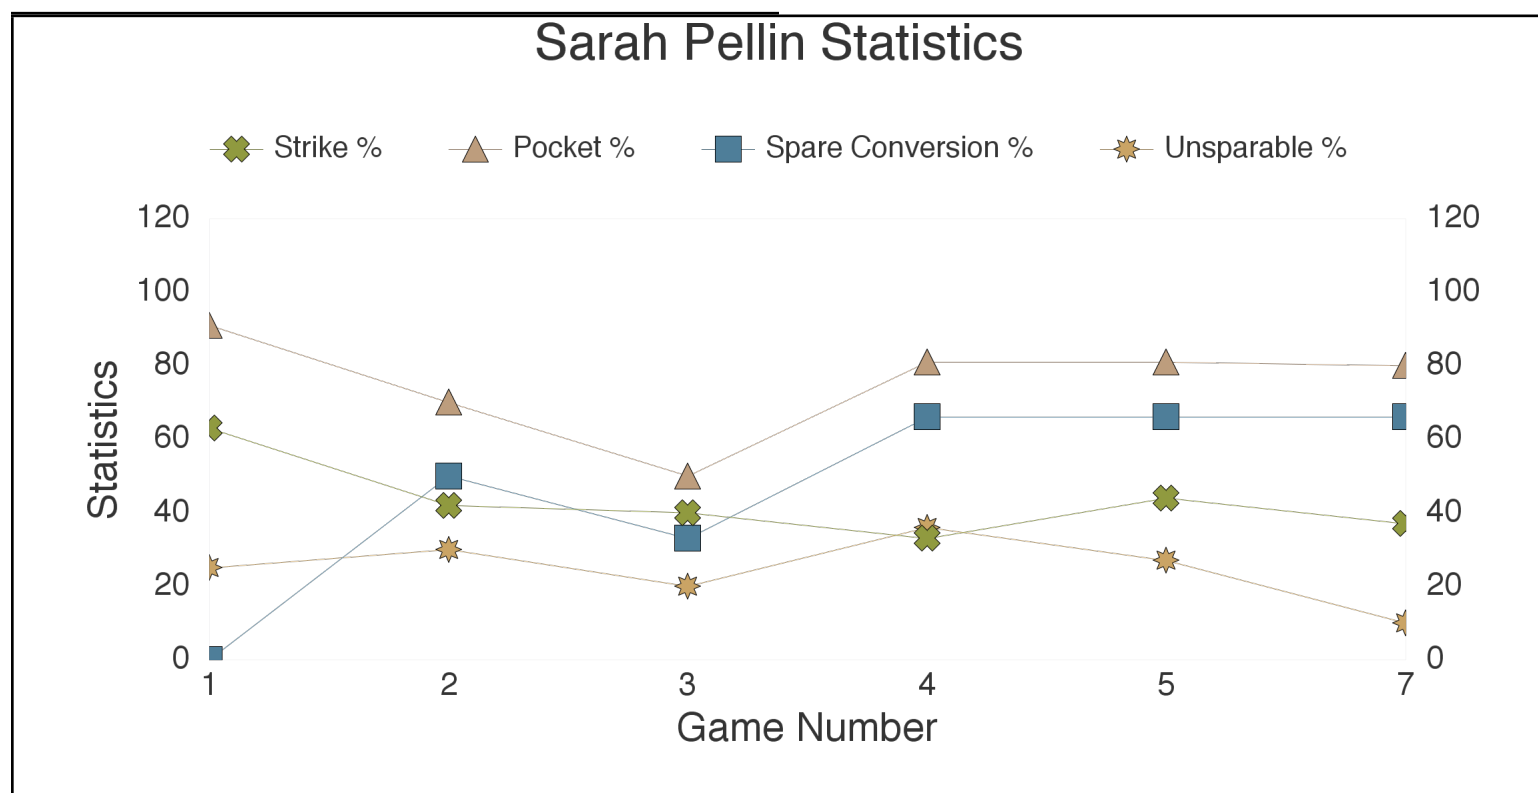 Sarah Pellin Statistics
Strike % Pocket % Spare Conversion % Unsparable %
120 120
100 100
80 80
60 60
40 40
20 20
0 0
Statistics
1 2 3 4 5 7
Game Number